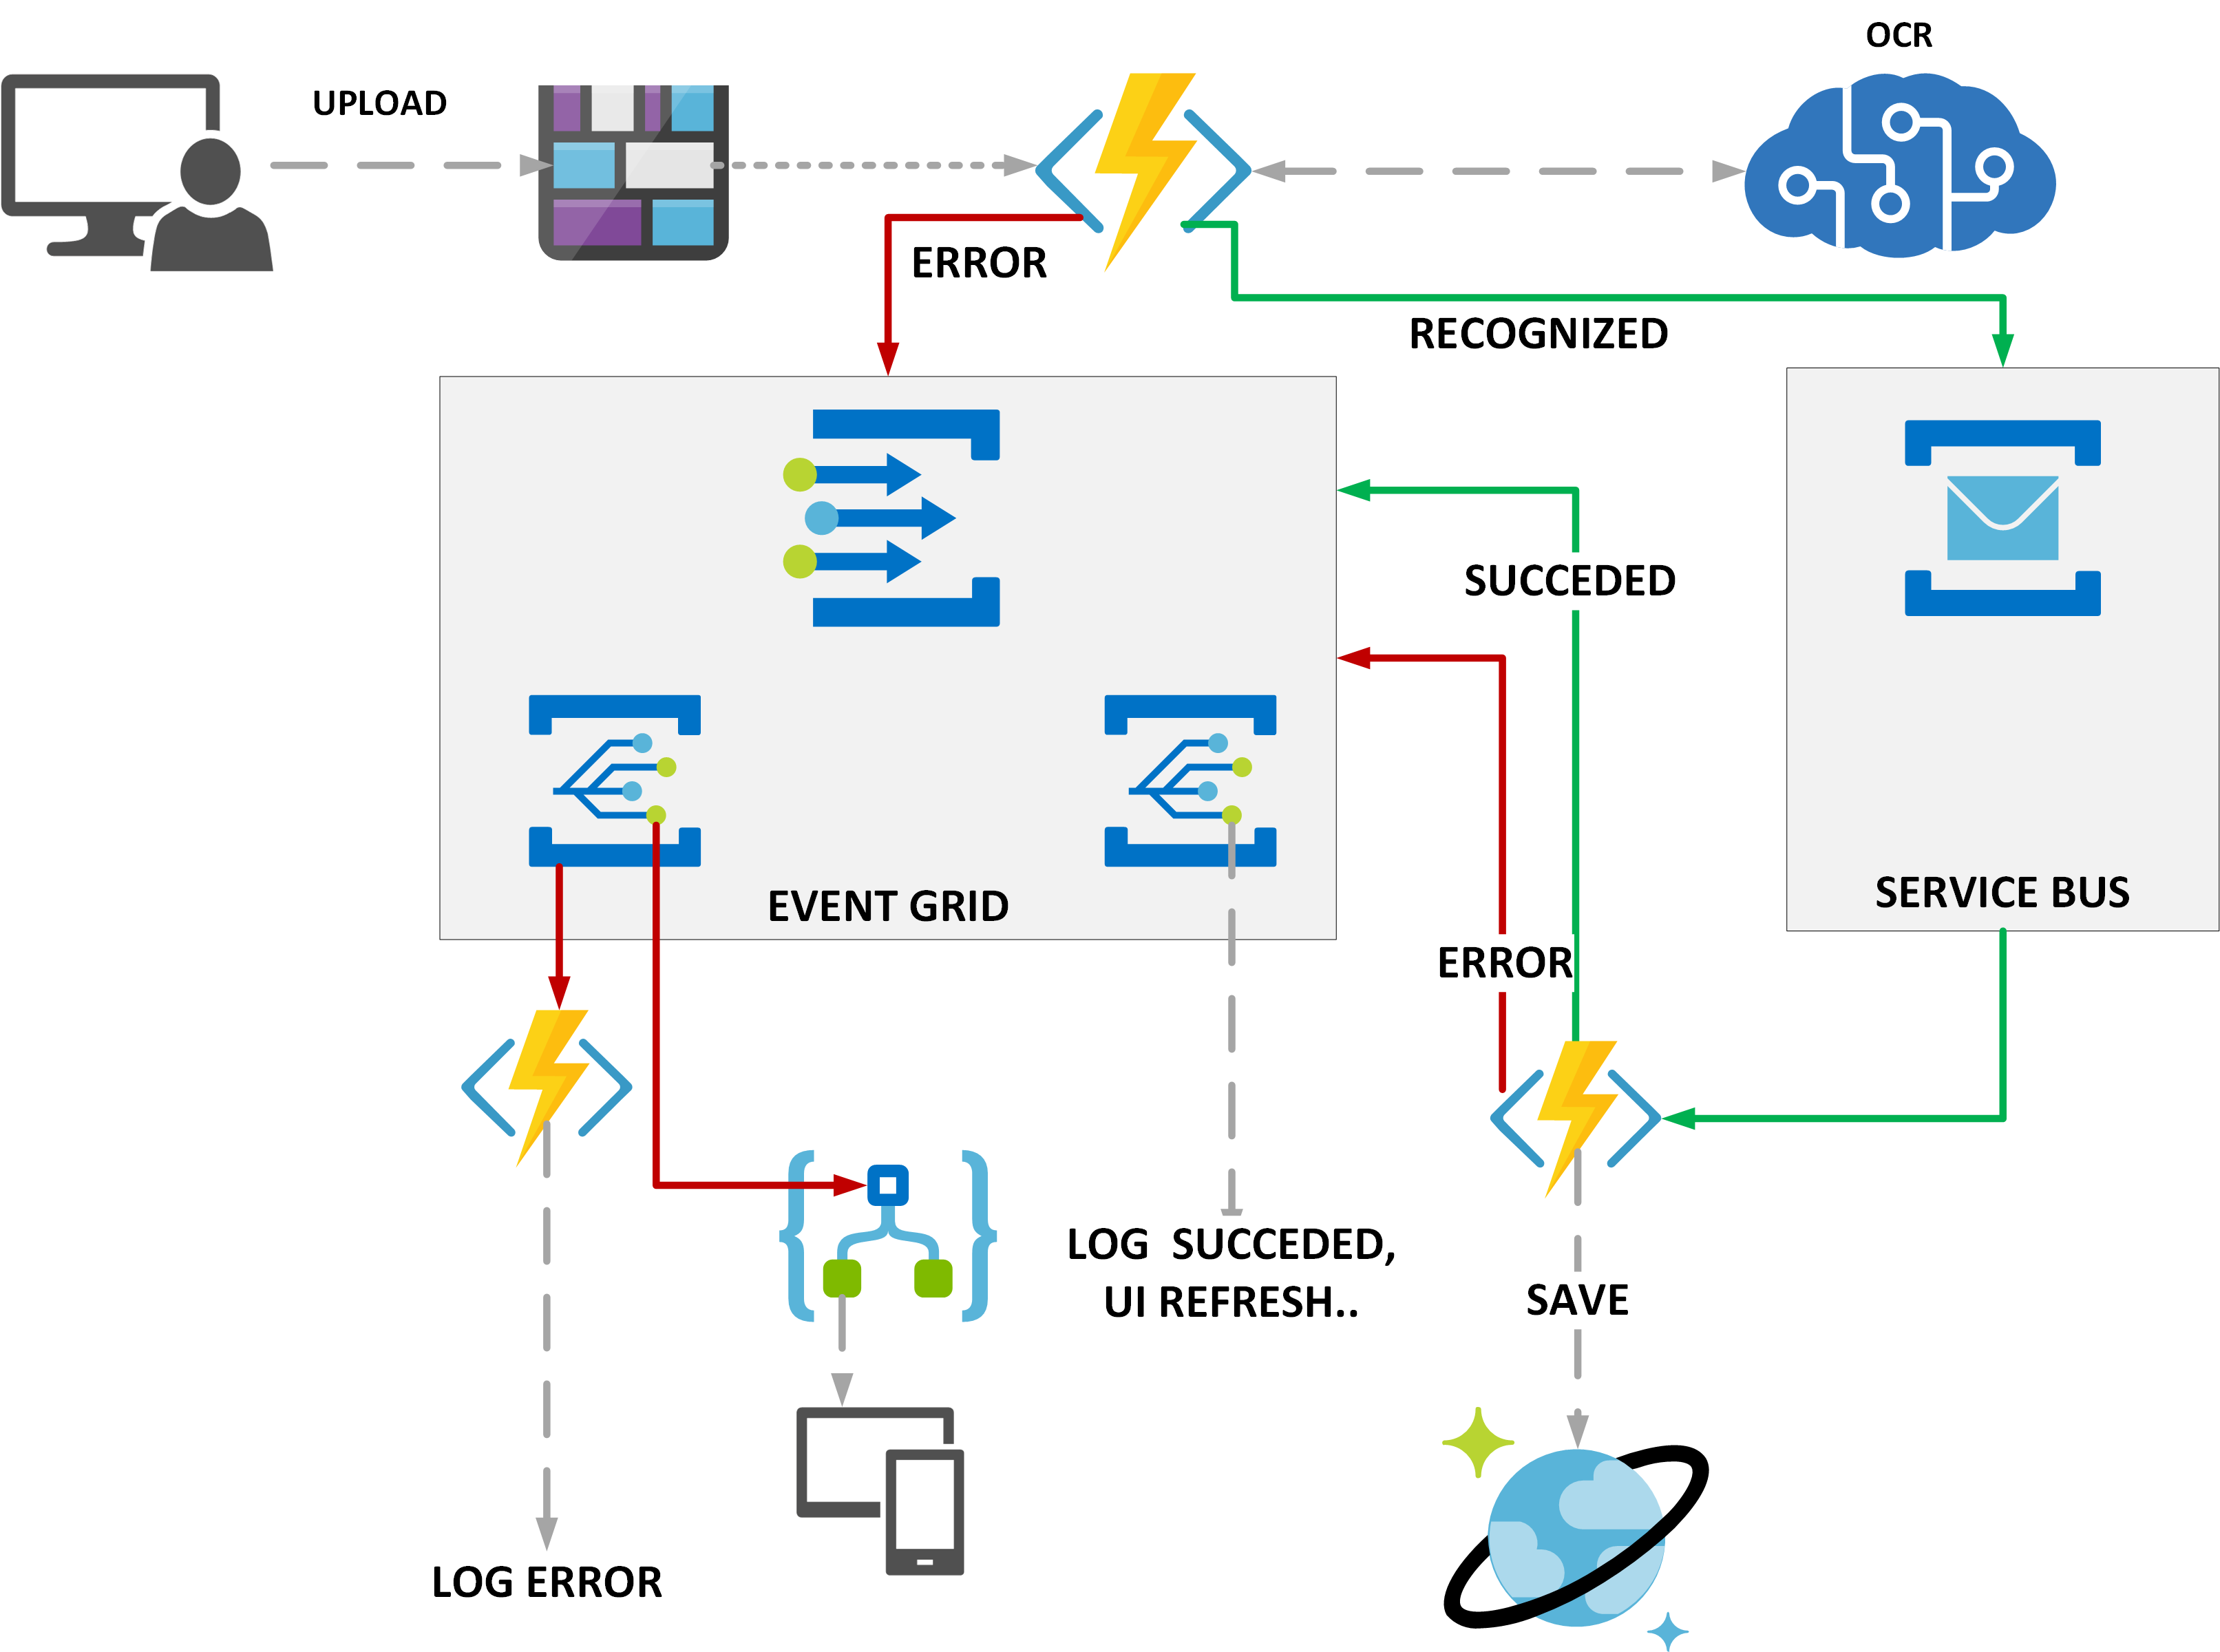 OCR
UPLOAD
ERROR
RECOGNIZED
SUCCEDED
SERVICE BUS
EVENT GRID
ERROR
LOG  SUCCEDED,
UI REFRESH..
SAVE
LOG ERROR